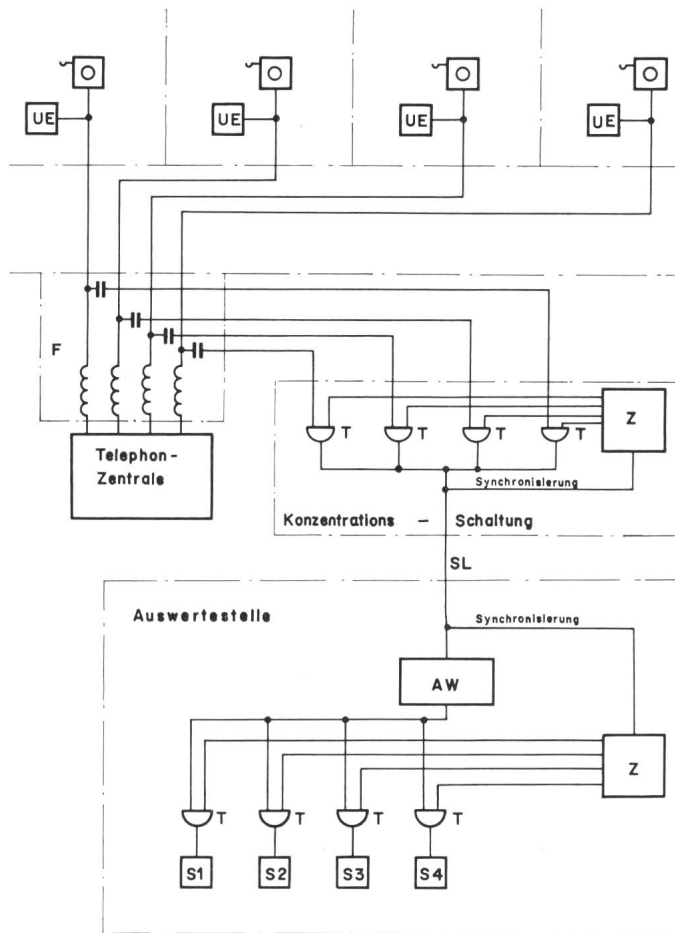 UE UE UE UE
F
T T T T Z
Telephon-
Zentrale
Synchronisierung
Konzentrations – Schaltung
SL
Auswertestelle
Synchronisierung
AW
Z
T T T T
S1 S2 S3 S4